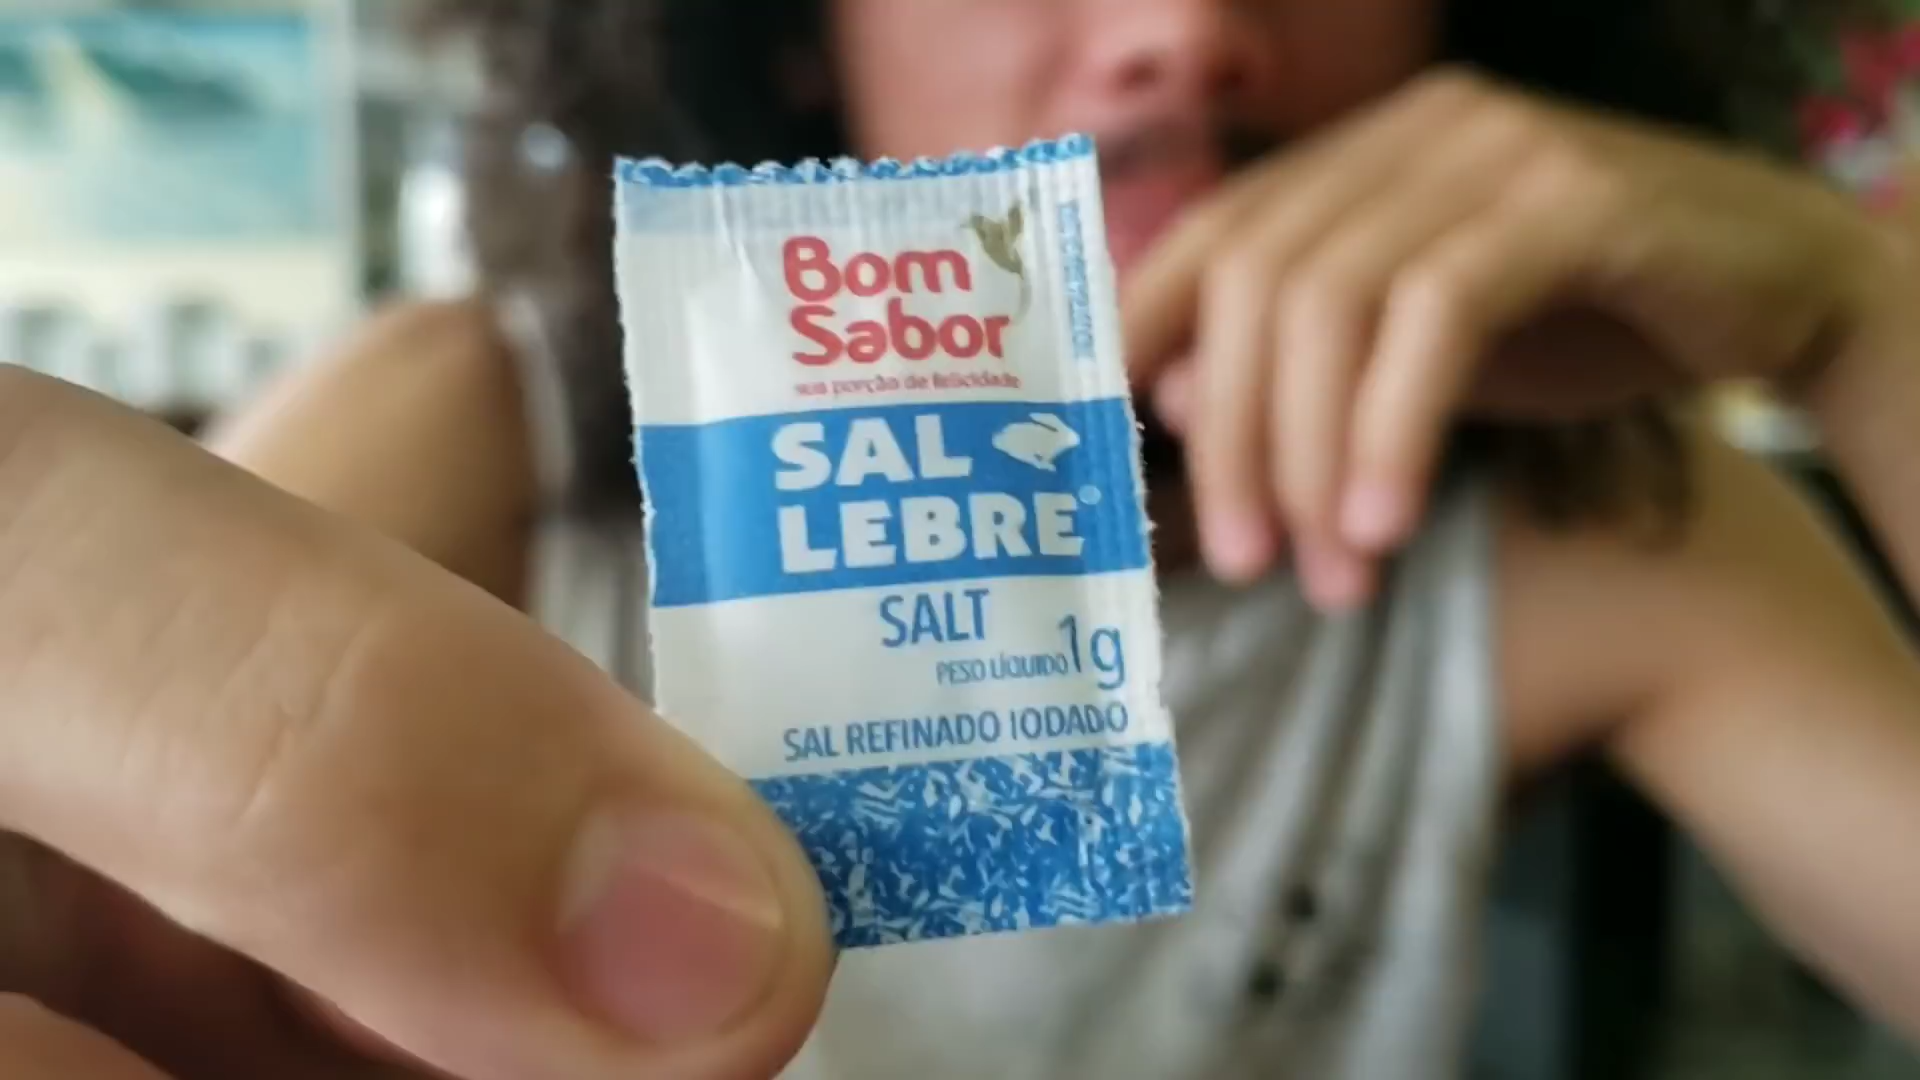 Bom
Sabor
sua porção de felicidade
SAL
LEBRE®
SALT
PESO LÍQUIDO 1g
SAL REFINADO IODADO